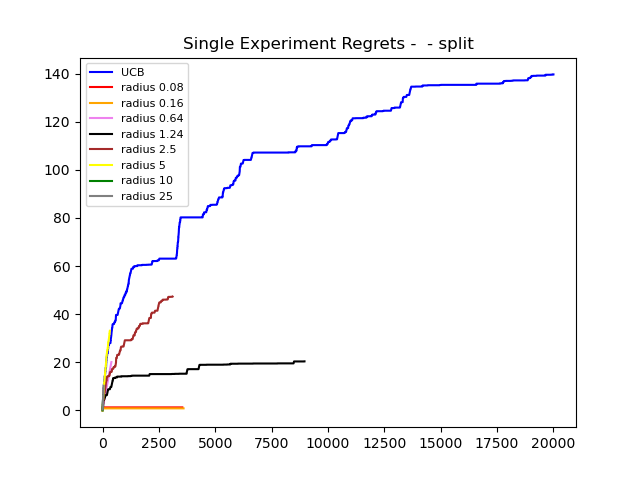 Single Experiment Regrets -  - split
UCB
radius 0.08
radius 0.16
radius 0.64
radius 1.24
radius 2.5
radius 5
radius 10
radius 25
140
120
100
80
60
40
20
0
0 2500 5000 7500 10000 12500 15000 17500 20000